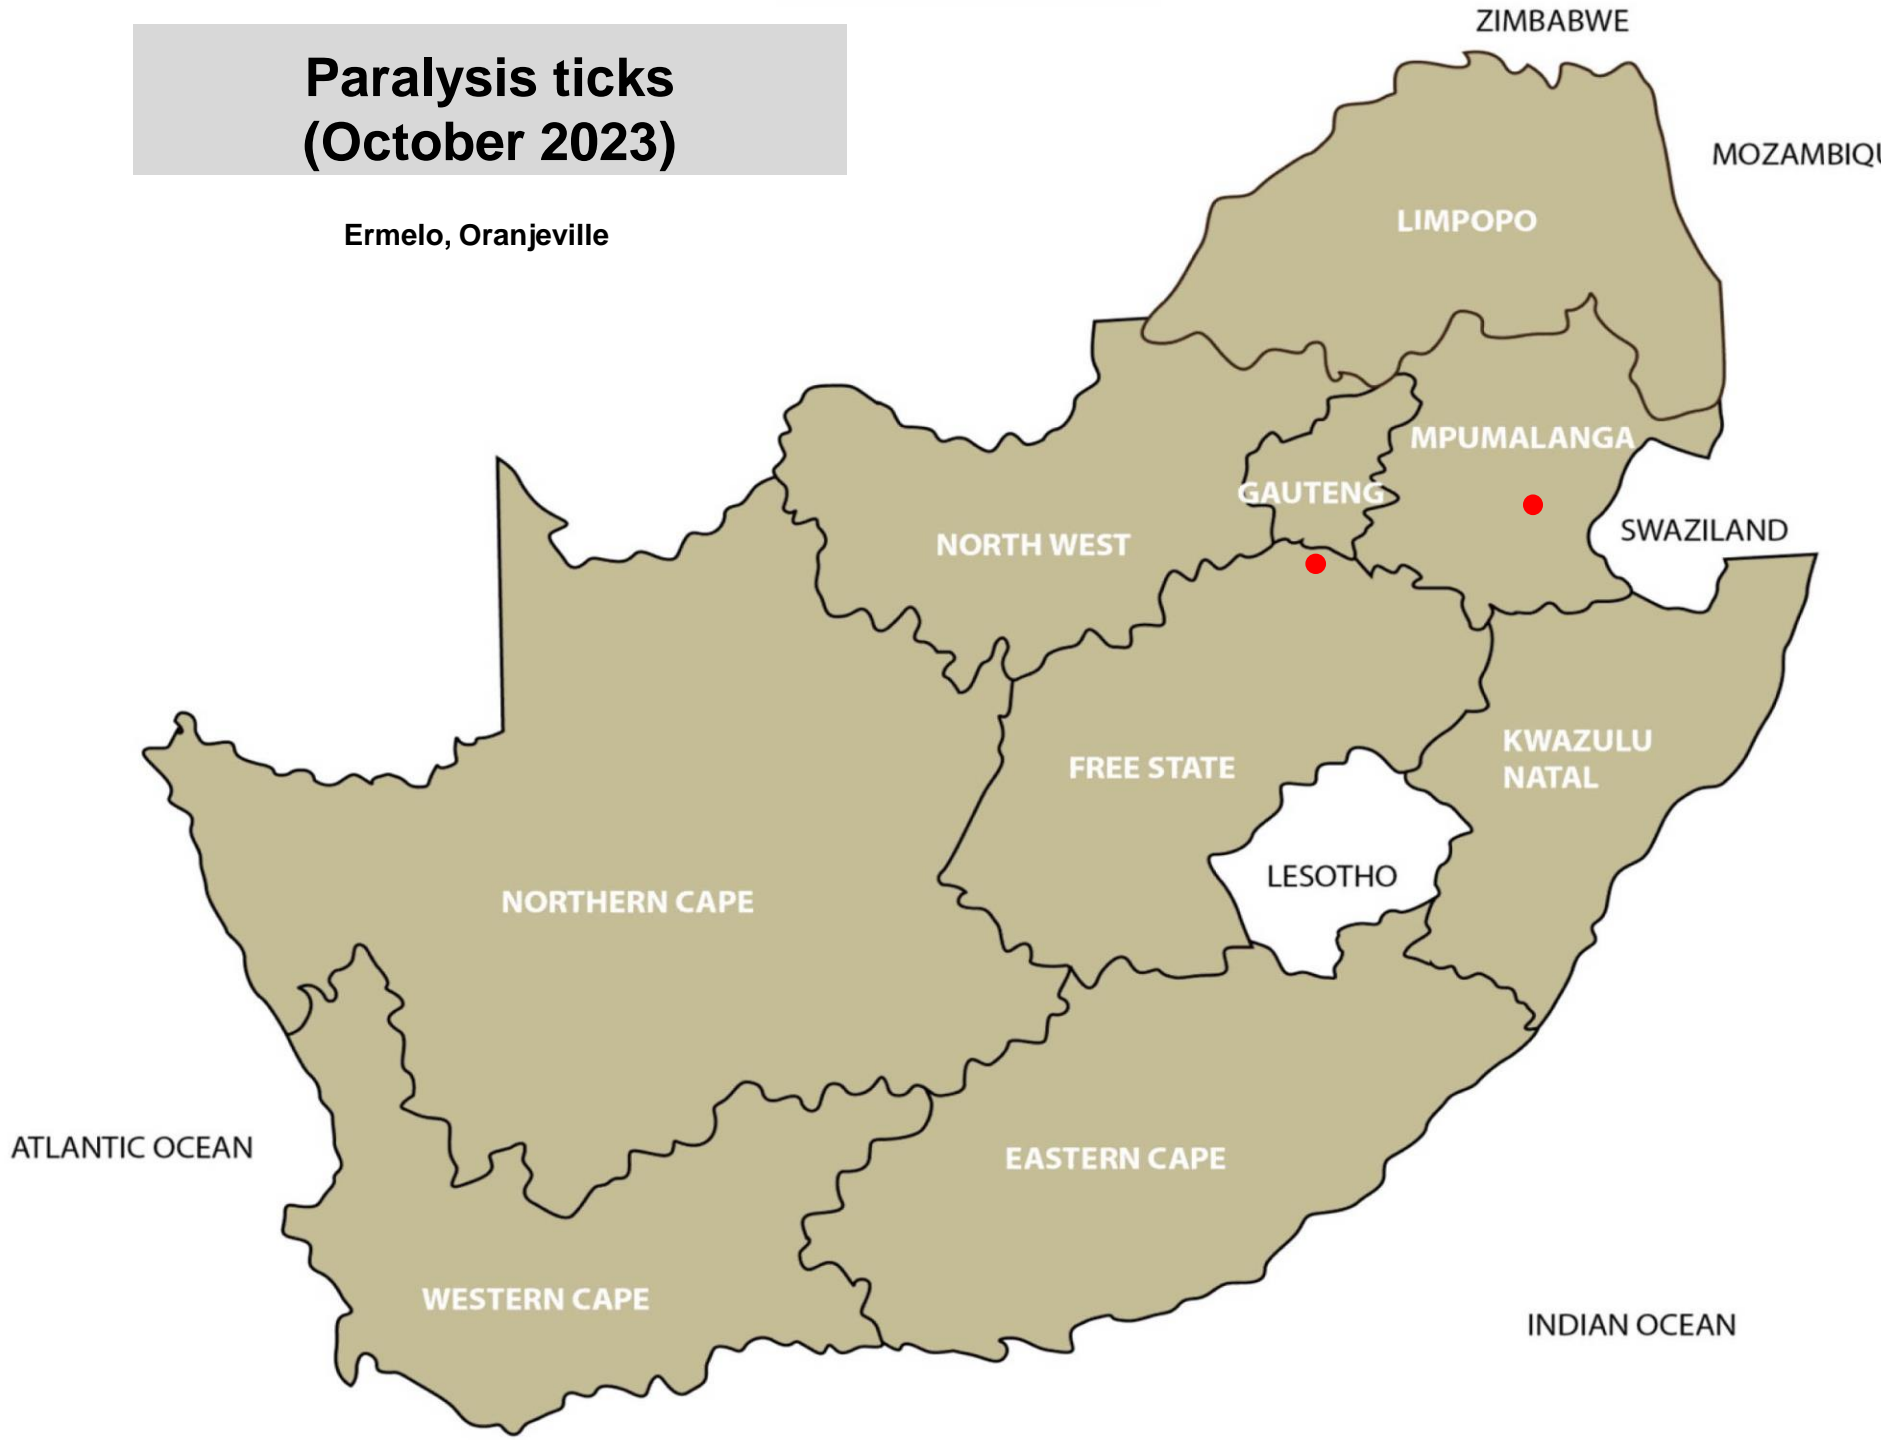 Paralysis ticks
(October 2023)
Ermelo, Oranjeville
ZIMBABWE
MOZAMBIQU
LIMPOPO
MPUMALANGA
GAUTENG
SWAZILAND
NORTH WEST
KWAZULU
NATAL
FREE STATE
LESOTHO
NORTHERN CAPE
ATLANTIC OCEAN
EASTERN CAPE
WESTERN CAPE
INDIAN OCEAN